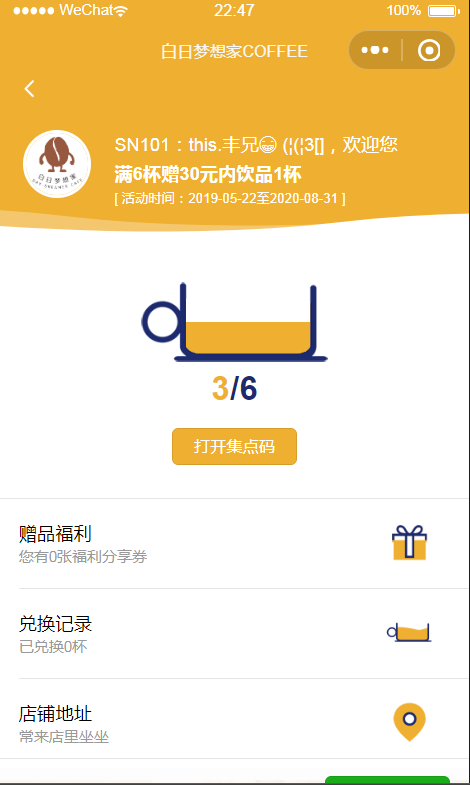 WeChat 22:47 100%
白日梦想家COFFEE
白日梦想家
DAY DREAMER CAFE
SN101：this.丰兄😂 (¦(¦3[]，欢迎您
满6杯赠30元内饮品1杯
[ 活动时间：2019-05-22至2020-08-31 ]
3/6
打开集点码
赠品福利
您有0张福利分享券
兑换记录
已兑换0杯
店铺地址
常来店里坐坐